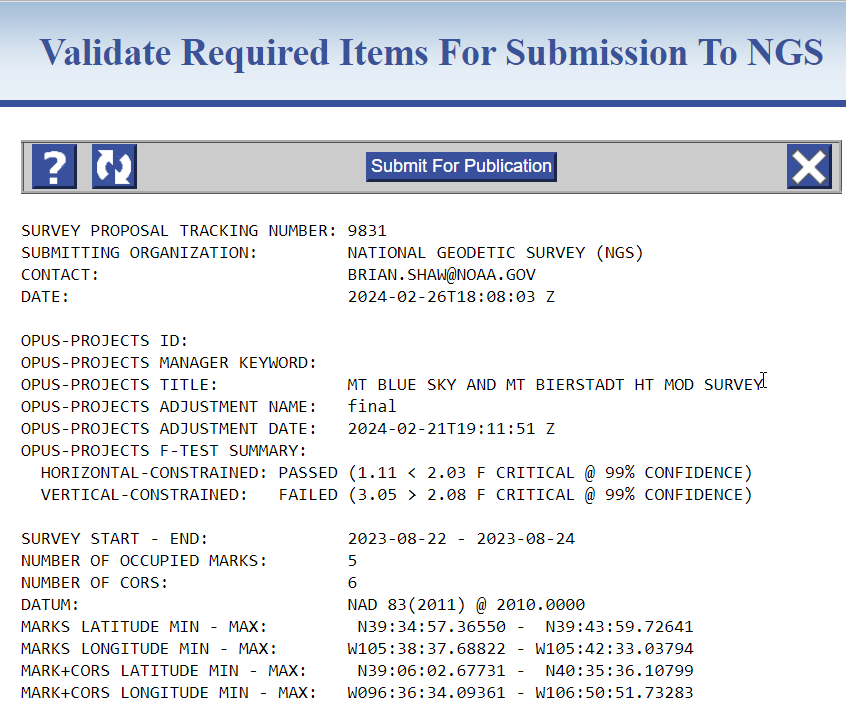 Validate Required Items For Submission To NGS
?
Submit For Publication
SURVEY PROPOSAL TRACKING NUMBER: 9831
SUBMITTING ORGANIZATION: NATIONAL GEODETIC SURVEY (NGS)
CONTACT: BRIAN.SHAW@NOAA.GOV
DATE: 2024-02-26T18:08:03 Z
OPUS-PROJECTS ID:
OPUS-PROJECTS MANAGER KEYWORD:
OPUS-PROJECTS TITLE: MT BLUE SKY AND MT BIERSTADT HT MOD SURVEY
OPUS-PROJECTS ADJUSTMENT NAME: final
OPUS-PROJECTS ADJUSTMENT DATE: 2024-02-21T19:11:51 Z
OPUS-PROJECTS F-TEST SUMMARY:
HORIZONTAL-CONSTRAINED: PASSED (1.11 < 2.03 F CRITICAL @ 99% CONFIDENCE)
VERTICAL-CONSTRAINED: FAILED (3.05 > 2.08 F CRITICAL @ 99% CONFIDENCE)
SURVEY START - END: 2023-08-22 - 2023-08-24
NUMBER OF OCCUPIED MARKS: 5
NUMBER OF CORS: 6
DATUM: NAD 83(2011) @ 2010.0000
MARKS LATITUDE MIN - MAX: N39:34:57.36550 - N39:43:59.72641
MARKS LONGITUDE MIN - MAX: W105:38:37.68822 - W105:42:33.03794
MARK+CORS LATITUDE MIN - MAX: N39:06:02.67731 - N40:35:36.10799
MARK+CORS LONGITUDE MIN - MAX: W096:36:34.09361 - W106:50:51.73283